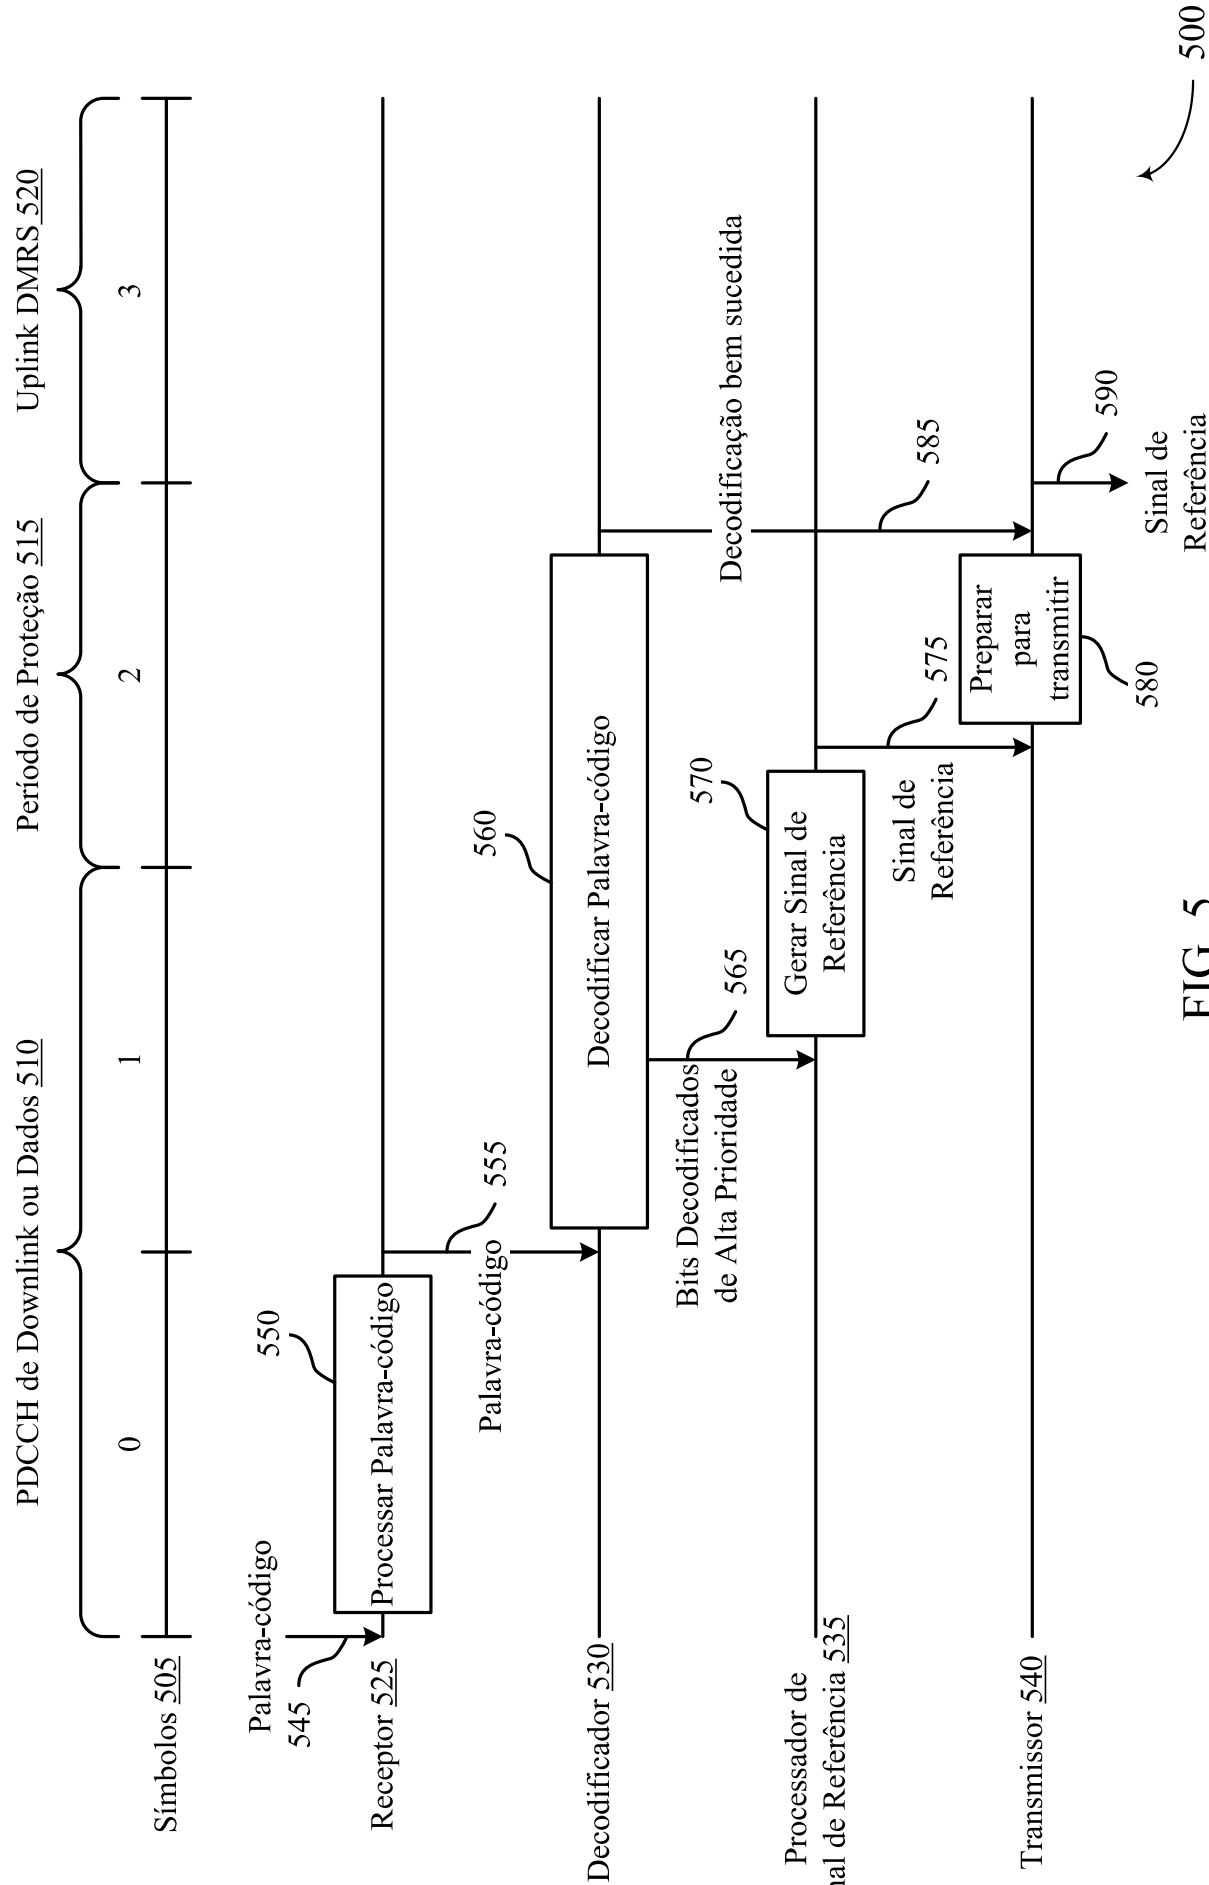 PDCCH de Downlink ou Dados 510
Período de Proteção 515
Uplink DMRS 520
Símbolos 505
0
1
2
3
Palavra-código
545
Receptor 525
Processar Palavra-código
550
Palavra-código
555
Decodificador 530
Decodificar Palavra-código
560
Bits Decodificados
de Alta Prioridade
565
Decodificação bem sucedida
585
Processador de
de Referência 535
Gerar Sinal de
Referência
570
Sinal de
Referência
575
Transmissor 540
Preparar
para
transmitir
580
590
Sinal de
Referência
500
FIG. 5